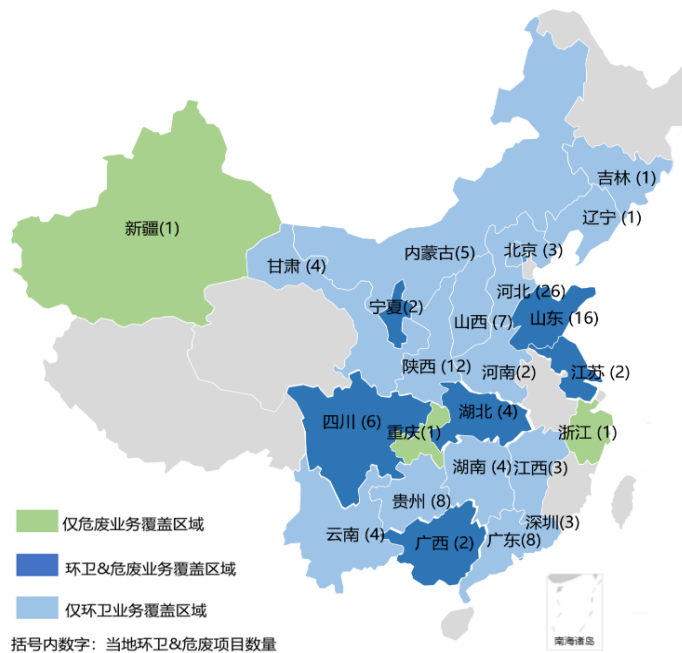 吉林 (1)
辽宁 (1)
新疆(1)
内蒙古(5)
北京 (3)
甘肃 (4)
河北 (26)
宁夏(2)
山西 (7)
山东 (16)
陕西 (12)
河南(2)
江苏 (2)
四川 (6)
湖北 (4)
重庆(1)
浙江 (1)
湖南 (4)
江西(3)
贵州 (8)
深圳(3)
云南 (4)
广西 (2)
广东(8)
仅危废业务覆盖区域
环卫&危废业务覆盖区域
仅环卫业务覆盖区域
括号内数字：当地环卫&危废项目数量
南海诸岛